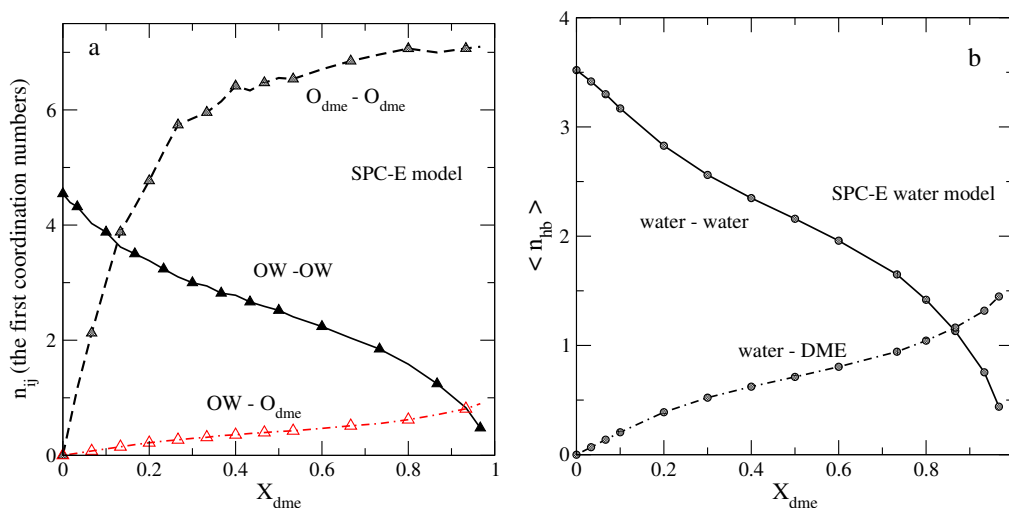 a
n_ij (the first coordination numbers)
6
4
2
0
O_dme - O_dme
SPC-E model
OW -OW
OW - O_dme
0 0.2 0.4 0.6 0.8 1
X_dme
b
< n_hb >
4
3
2
1
0
SPC-E water model
water - water
water - DME
0 0.2 0.4 0.6 0.8
X_dme